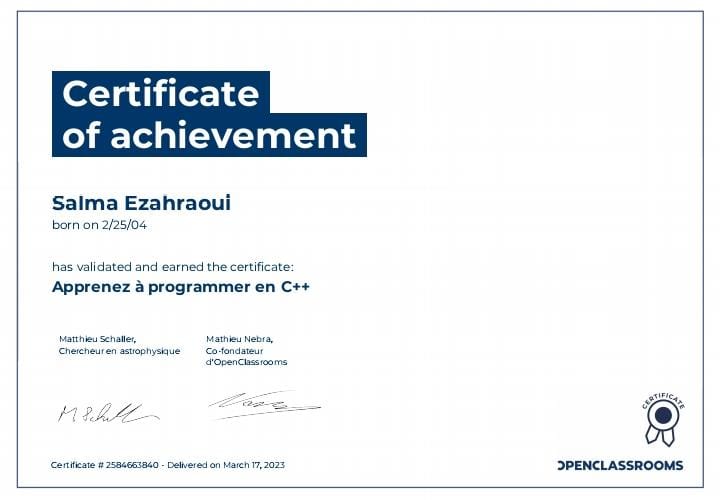 Certificate
of achievement
Salma Ezahraoui
born on 2/25/04
has validated and earned the certificate:
Apprenez à programmer en C++
Matthieu Schaller,
Chercheur en astrophysique
Mathieu Nebra,
Co-fondateur
d'OpenClassrooms
CERTIFICATE
OPENCLASSROOMS
Certificate # 2584663840 - Delivered on March 17, 2023